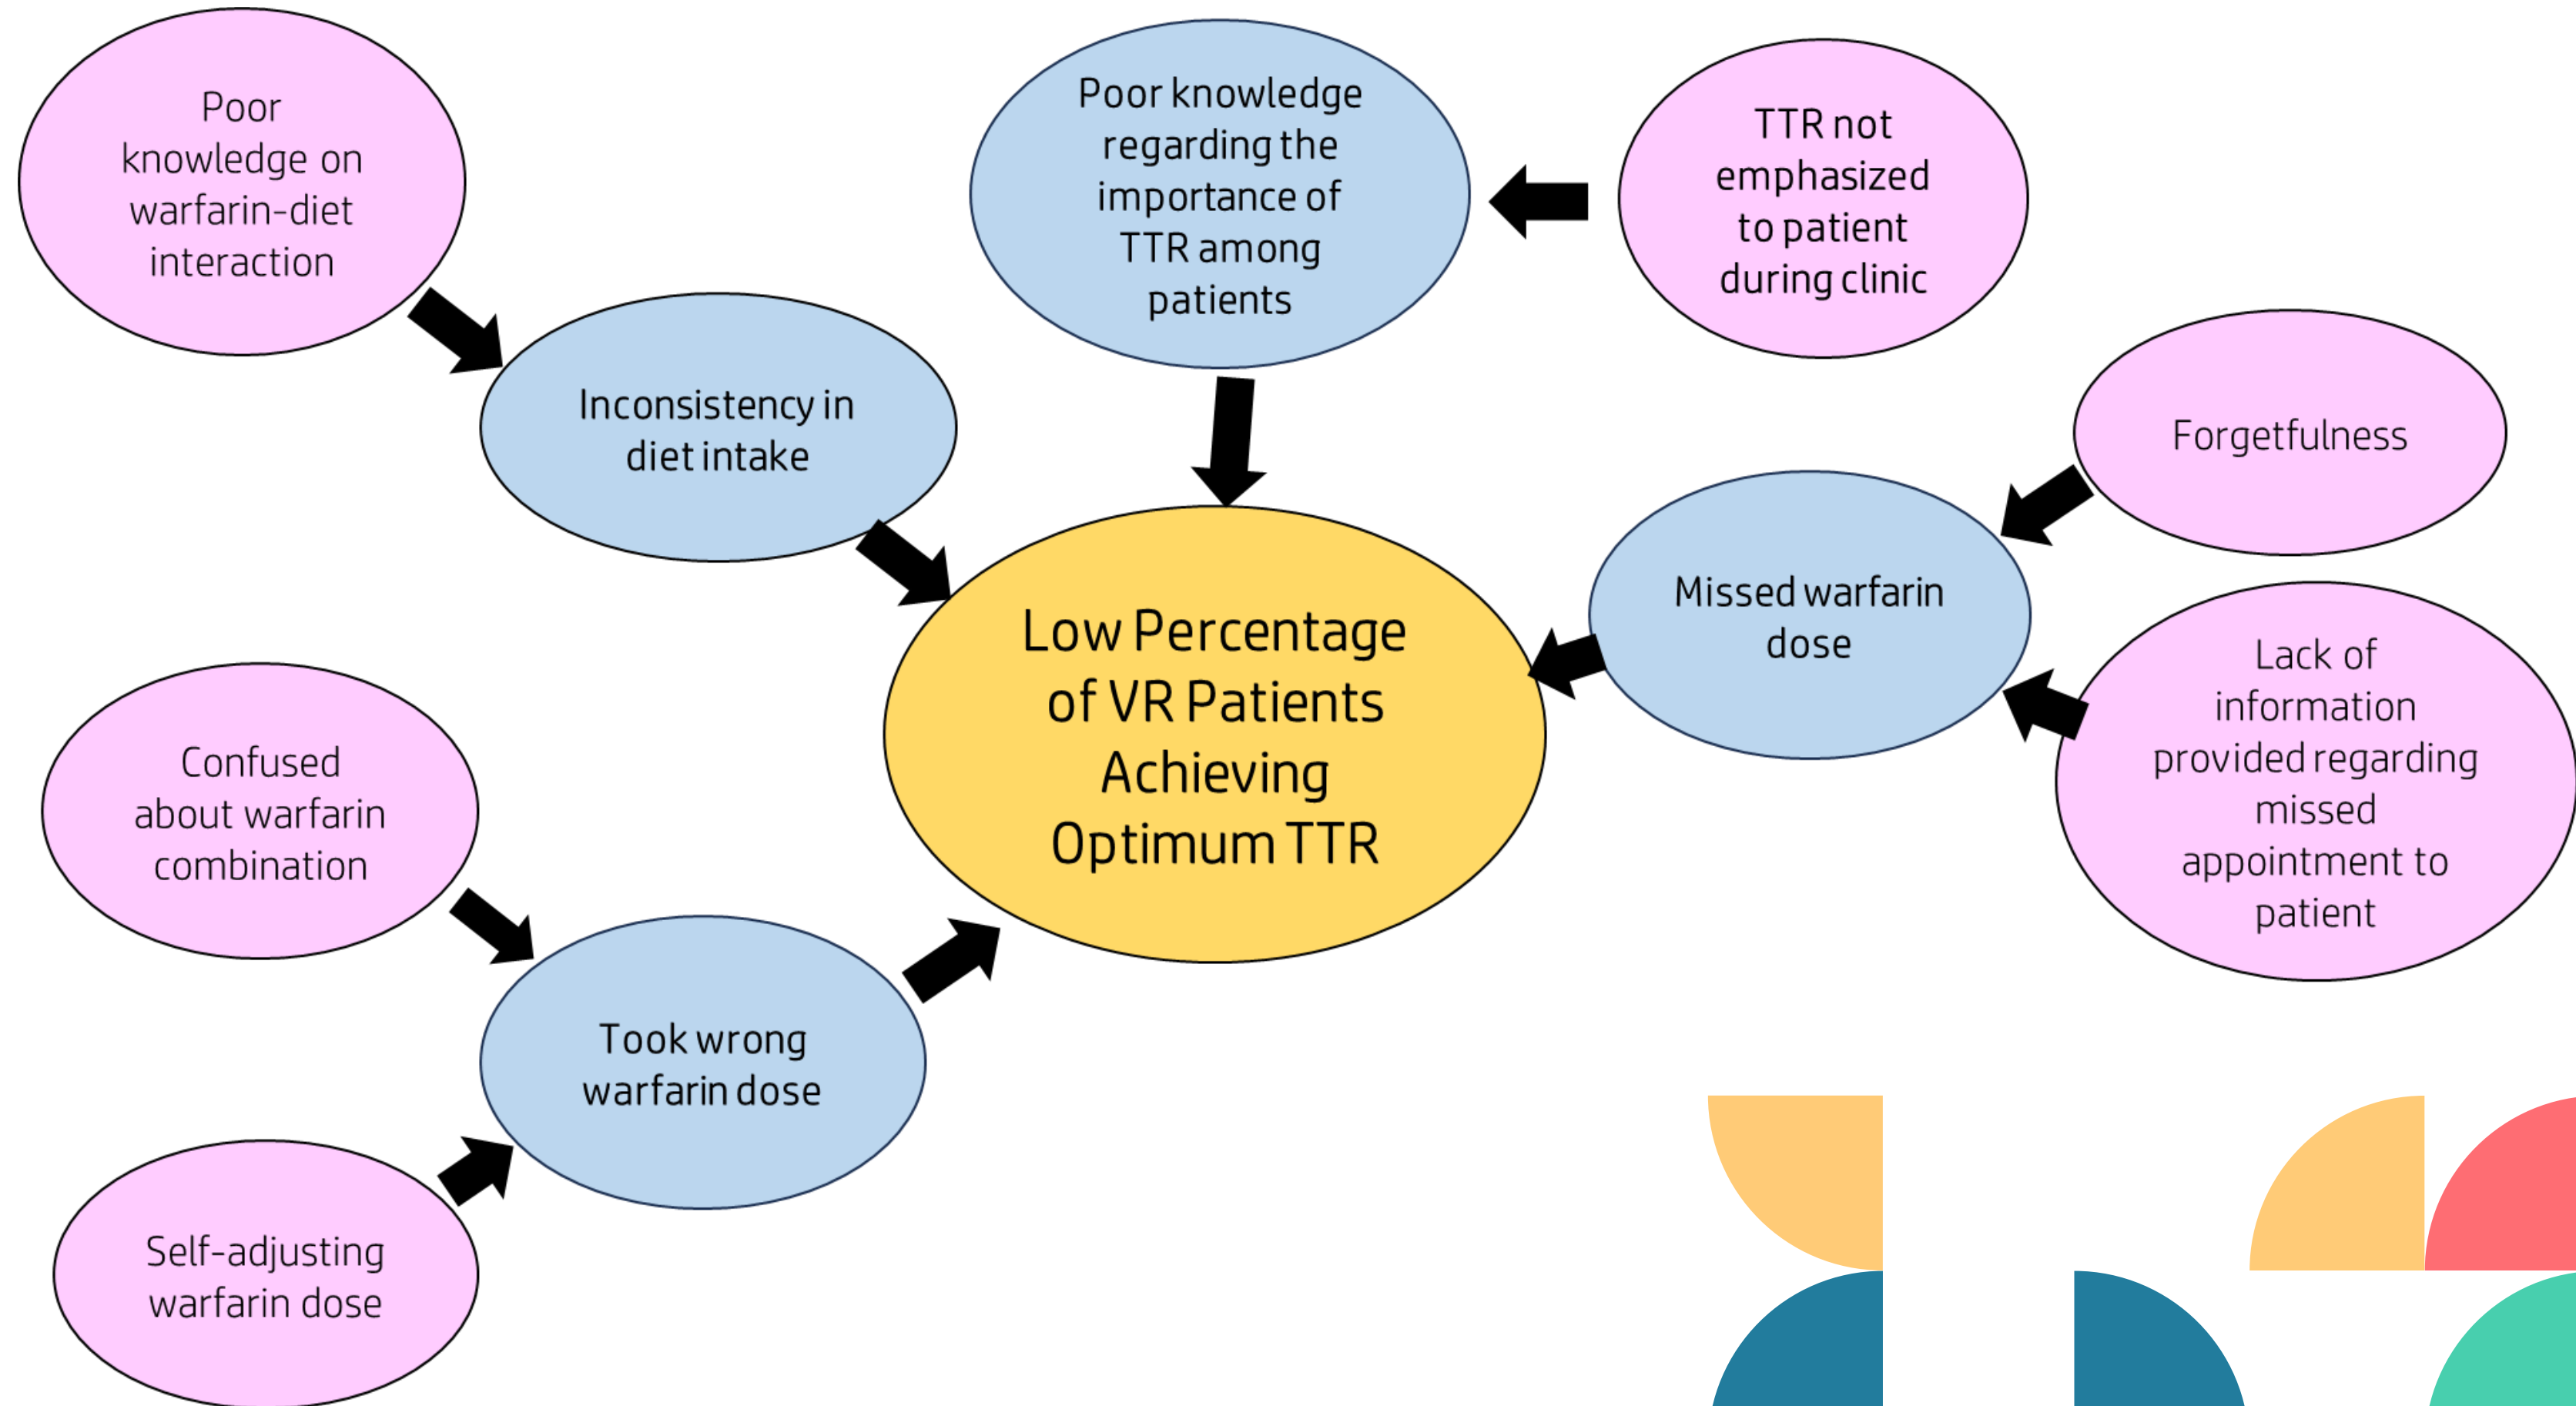 Poor
knowledge on
warfarin-diet
interaction
Poor knowledge
regarding the
importance of
TTR among
patients
TTR not
emphasized
to patient
during clinic
Inconsistency in
diet intake
Forgetfulness
Missed warfarin
dose
Low Percentage
of VR Patients
Achieving
Optimum TTR
Lack of
information
provided regarding
missed
appointment to
patient
Confused
about warfarin
combination
Took wrong
warfarin dose
Self-adjusting
warfarin dose